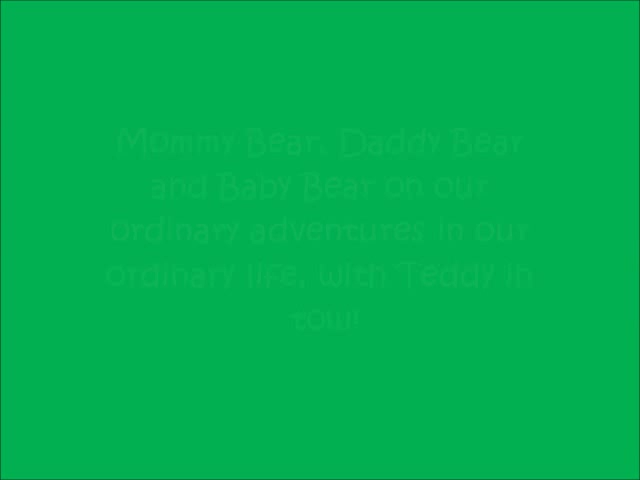 Mommy Bear, Daddy Bear
and Baby Bear on our
ordinary adventures in our
ordinary life, with Teddy in
tow!